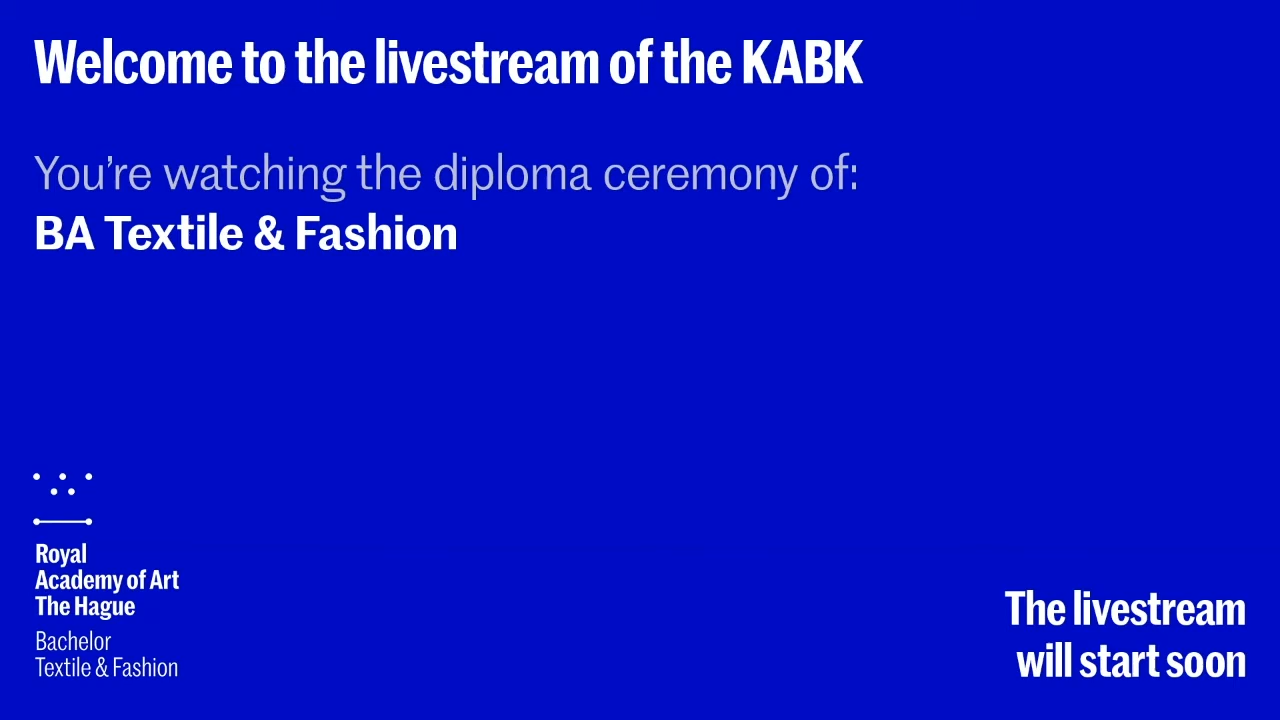 Welcome to the livestream of the KABK
You're watching the diploma ceremony of:
BA Textile & Fashion
Royal
Academy of Art
The Hague
Bachelor
Textile & Fashion
The livestream
will start soon